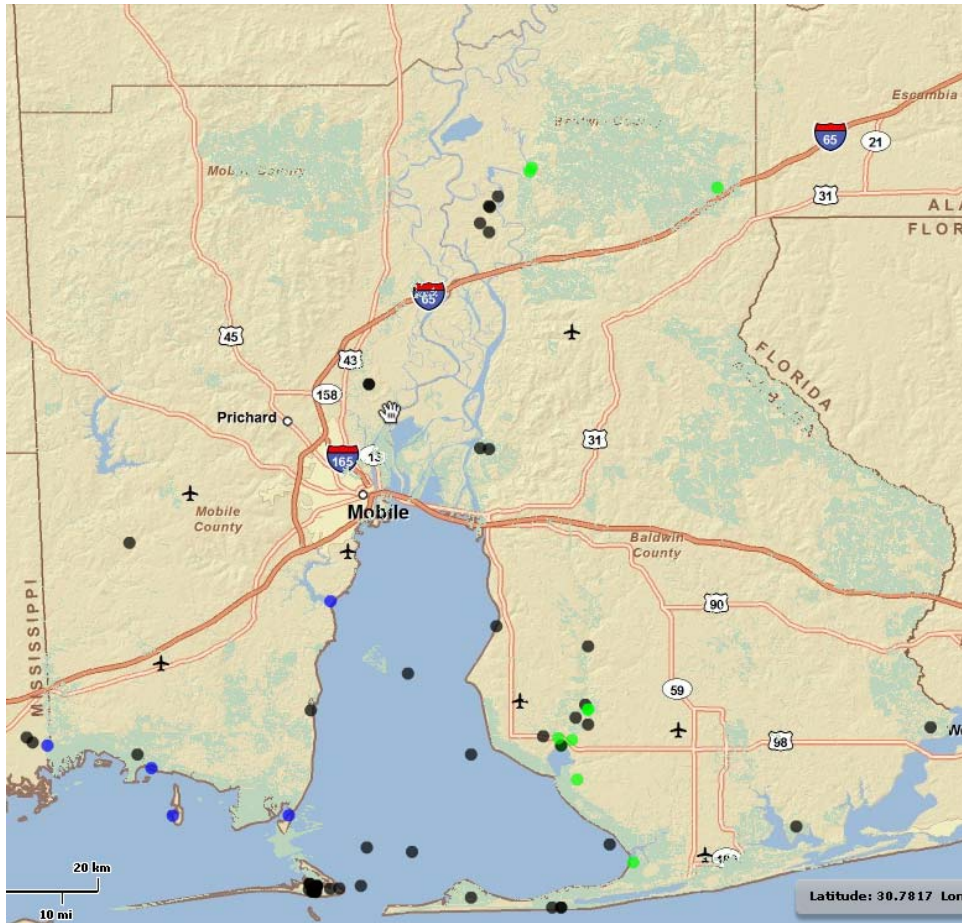 Escambia
Baldwin County
65
21
Mobile County
31
ALA
FLOR
65
45
43
FLORIDA
158
Prichard
31
165
Mobile
Mobile
County
Baldwin
County
90
MISSISSIPPI
59
98
20 km
10 mi
Latitude: 30.7817 Lon